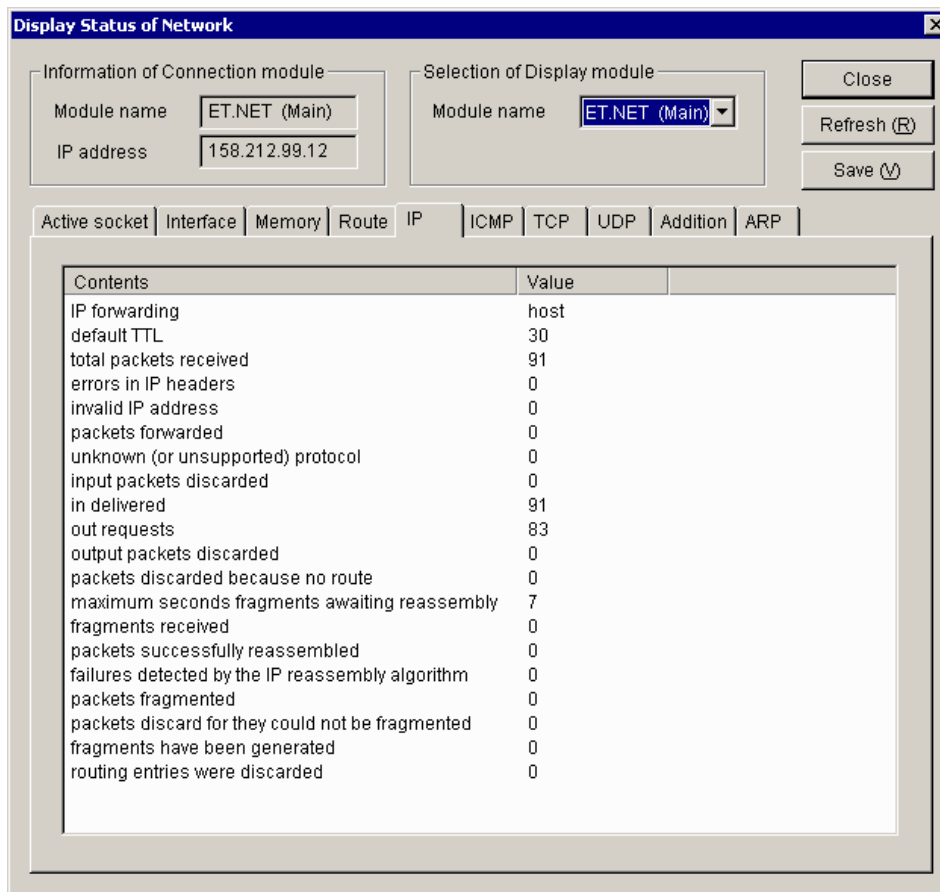 Display Status of Network
Information of Connection module
Module name ET.NET (Main)
IP address 158.212.99.12
Selection of Display module
Module name ET.NET (Main)
Close
Refresh (R)
Save (V)
Active socket Interface Memory Route IP ICMP TCP UDP Addition ARP
Contents Value
IP forwarding host
default TTL 30
total packets received 91
errors in IP headers 0
invalid IP address 0
packets forwarded 0
unknown (or unsupported) protocol 0
input packets discarded 0
in delivered 91
out requests 83
output packets discarded 0
packets discarded because no route 0
maximum seconds fragments awaiting reassembly 7
fragments received 0
packets successfully reassembled 0
failures detected by the IP reassembly algorithm 0
packets fragmented 0
packets discard for they could not be fragmented 0
fragments have been generated 0
routing entries were discarded 0